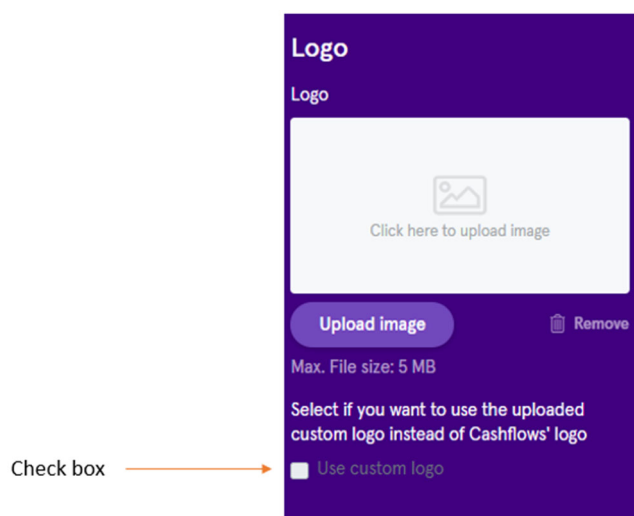 Logo
Logo
Click here to upload image
Upload image
Remove
Max. File size: 5 MB
Select if you want to use the uploaded
custom logo instead of Cashflows' logo
Check box
Use custom logo